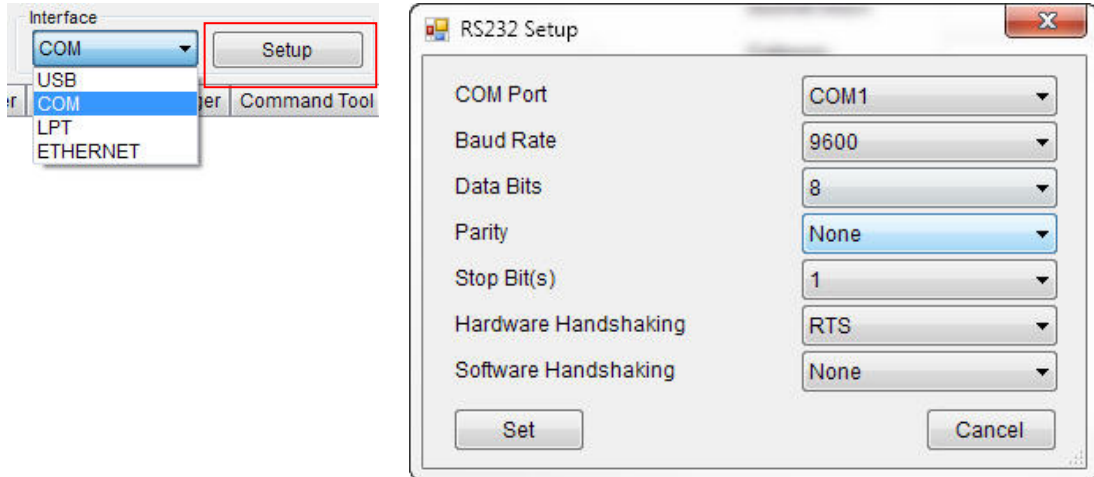 Interface
COM
Setup
USB
COM
LPT
ETHERNET
Command Tool
RS232 Setup
COM Port
COM1
Baud Rate
9600
Data Bits
8
Parity
None
Stop Bit(s)
1
Hardware Handshaking
RTS
Software Handshaking
None
Set
Cancel